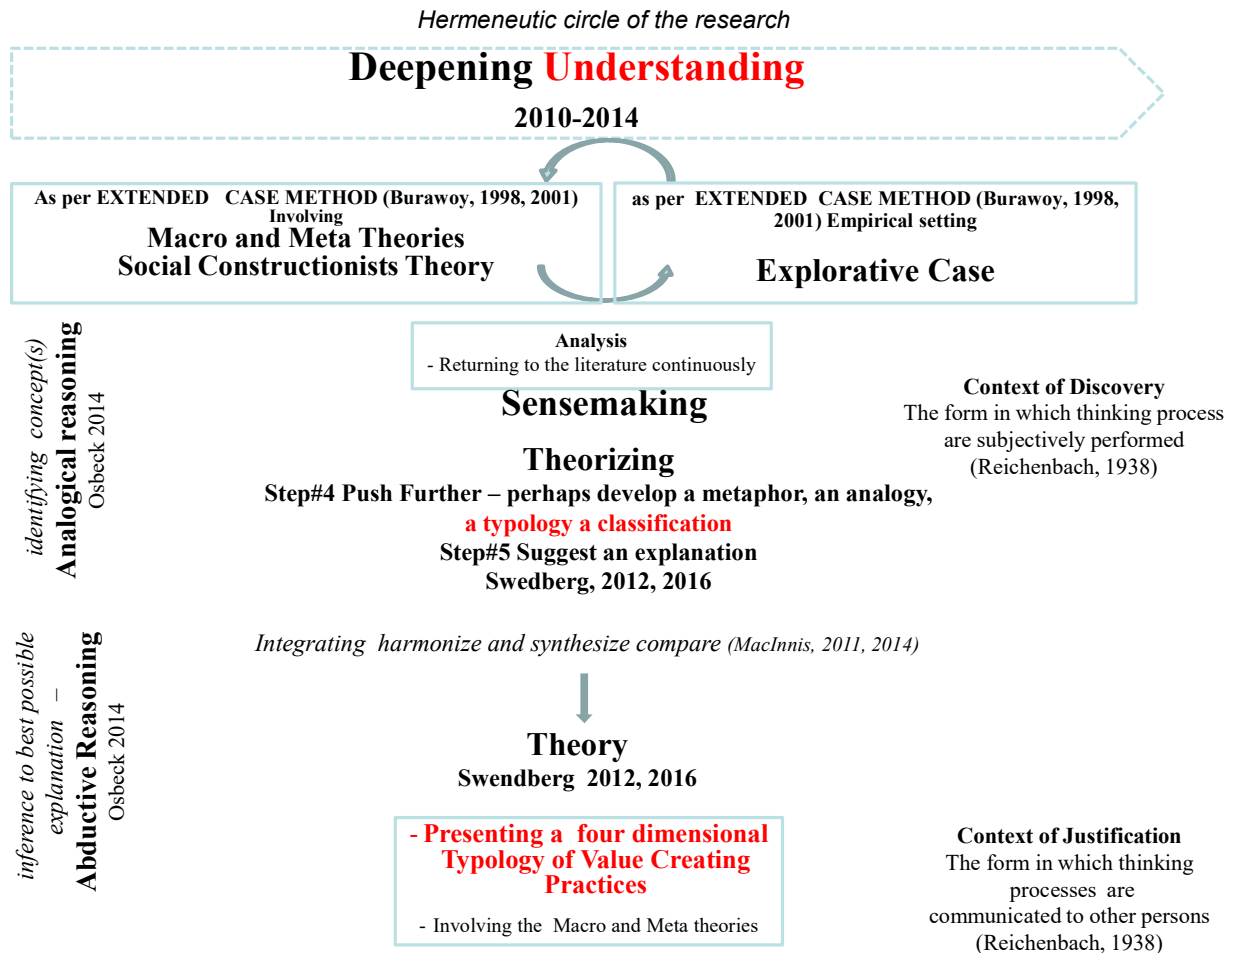 Hermeneutic circle of the research
Deepening Understanding
2010-2014
As per EXTENDED CASE METHOD (Burawoy, 1998, 2001)
Involving
Macro and Meta Theories
Social Constructionists Theory
as per EXTENDED CASE METHOD (Burawoy, 1998,
2001) Empirical setting
Explorative Case
identifying concept(s)
Analogical reasoning
Osbeck 2014
Analysis
- Returning to the literature continuously
Sensemaking
Theorizing
Step#4 Push Further – perhaps develop a metaphor, an analogy,
a typology a classification
Step#5 Suggest an explanation
Swedberg, 2012, 2016
Context of Discovery
The form in which thinking process
are subjectively performed
(Reichenbach, 1938)
inference to best possible
explanation –
Abductive Reasoning
Osbeck 2014
Integrating harmonize and synthesize compare (MacInnis, 2011, 2014)
Theory
Swendberg 2012, 2016
- Presenting a four dimensional
Typology of Value Creating
Practices
- Involving the Macro and Meta theories
Context of Justification
The form in which thinking
processes are
communicated to other persons
(Reichenbach, 1938)